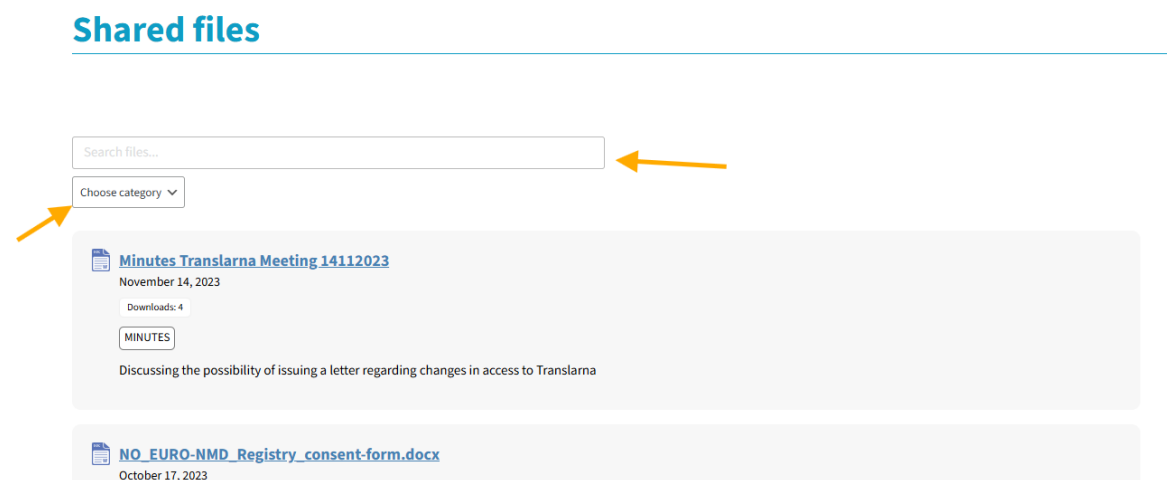 Shared files
Search files...
Choose category
Minutes Translarna Meeting 14112023
November 14, 2023
Downloads: 4
MINUTES
Discussing the possibility of issuing a letter regarding changes in access to Translarna
NO_EURO-NMD_Registry_consent-form.docx
October 17, 2023